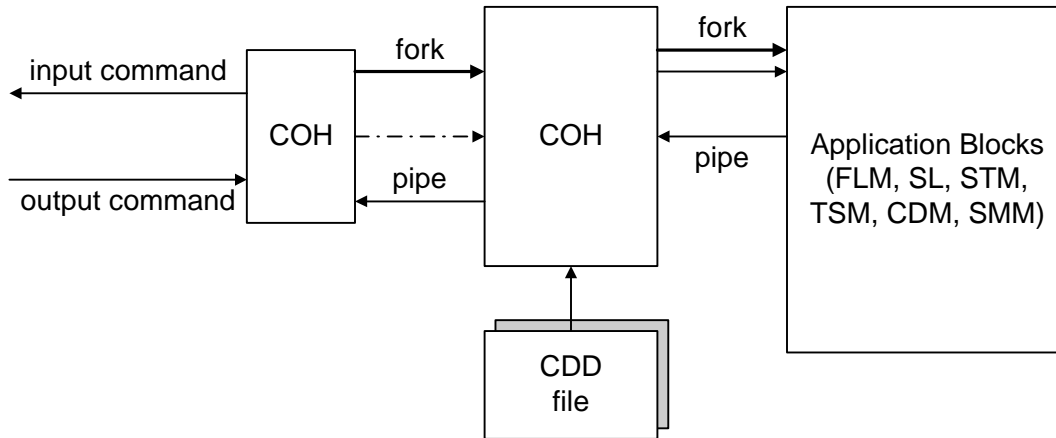 fork
fork
input command
COH
COH
pipe
pipe
output command
Application Blocks
(FLM, SL, STM,
TSM, CDM, SMM)
CDD
file